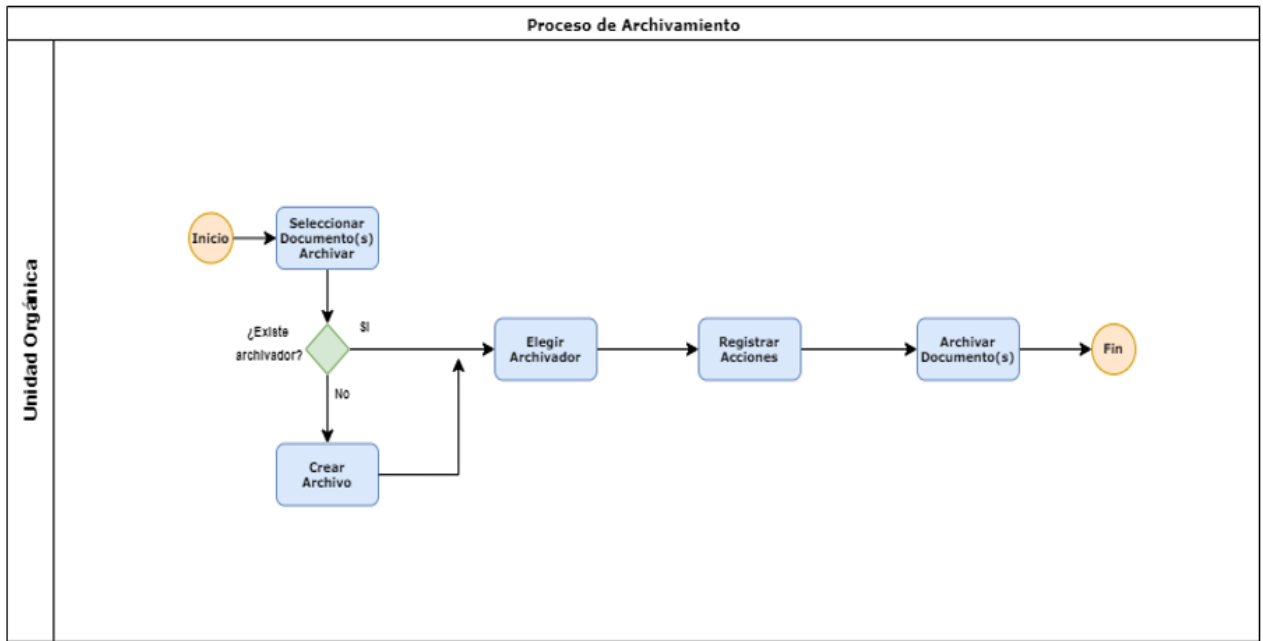 Proceso de Archivamiento
Unidad Orgánica
Inicio
Seleccionar
Documento(s)
Archivar
¿Existe
archivador?
SI
No
Crear
Archivo
Elegir
Archivador
Registrar
Acciones
Archivar
Documento(s)
Fin